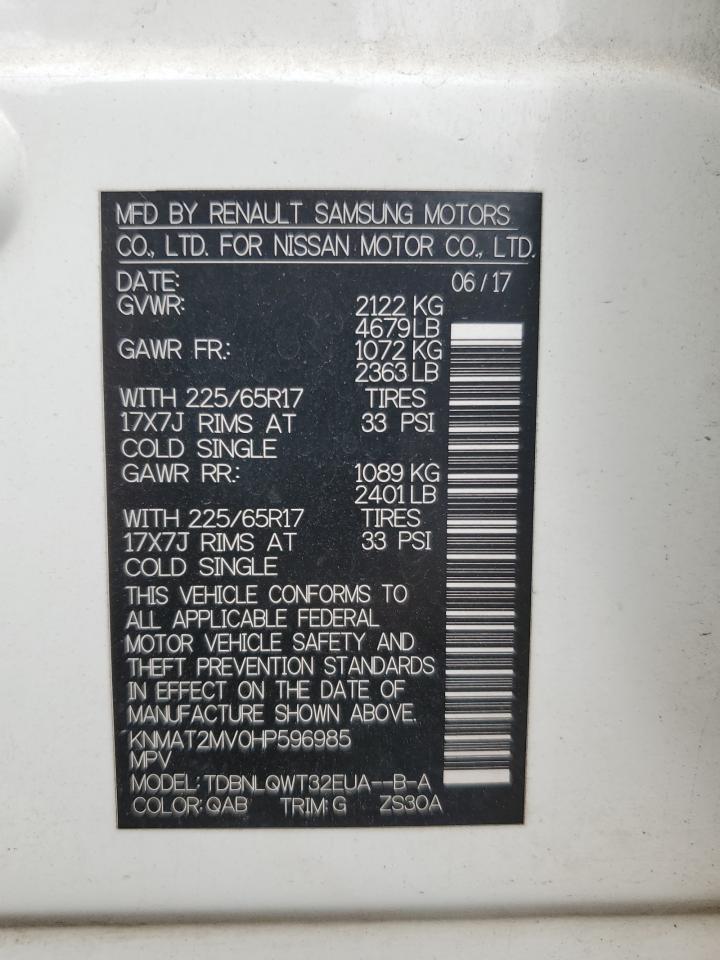 MFD BY RENAULT SAMSUNG MOTORS
CO., LTD. FOR NISSAN MOTOR CO., LTD.
DATE: 06/17
GVWR: 2122 KG
4679 LB
GAWR FR.: 1072 KG
2363 LB
WITH 225/65R17 TIRES
17X7J RIMS AT 33 PSI
COLD SINGLE
GAWR RR.: 1089 KG
2401 LB
WITH 225/65R17 TIRES
17X7J RIMS AT 33 PSI
COLD SINGLE
THIS VEHICLE CONFORMS TO
ALL APPLICABLE FEDERAL
MOTOR VEHICLE SAFETY AND
THEFT PREVENTION STANDARDS
IN EFFECT ON THE DATE OF
MANUFACTURE SHOWN ABOVE.
KNMAT2MV0HP596985
MPV
MODEL: TDBNLQWT32EUA--B-A
COLOR: QAB TRIM: G ZS30A